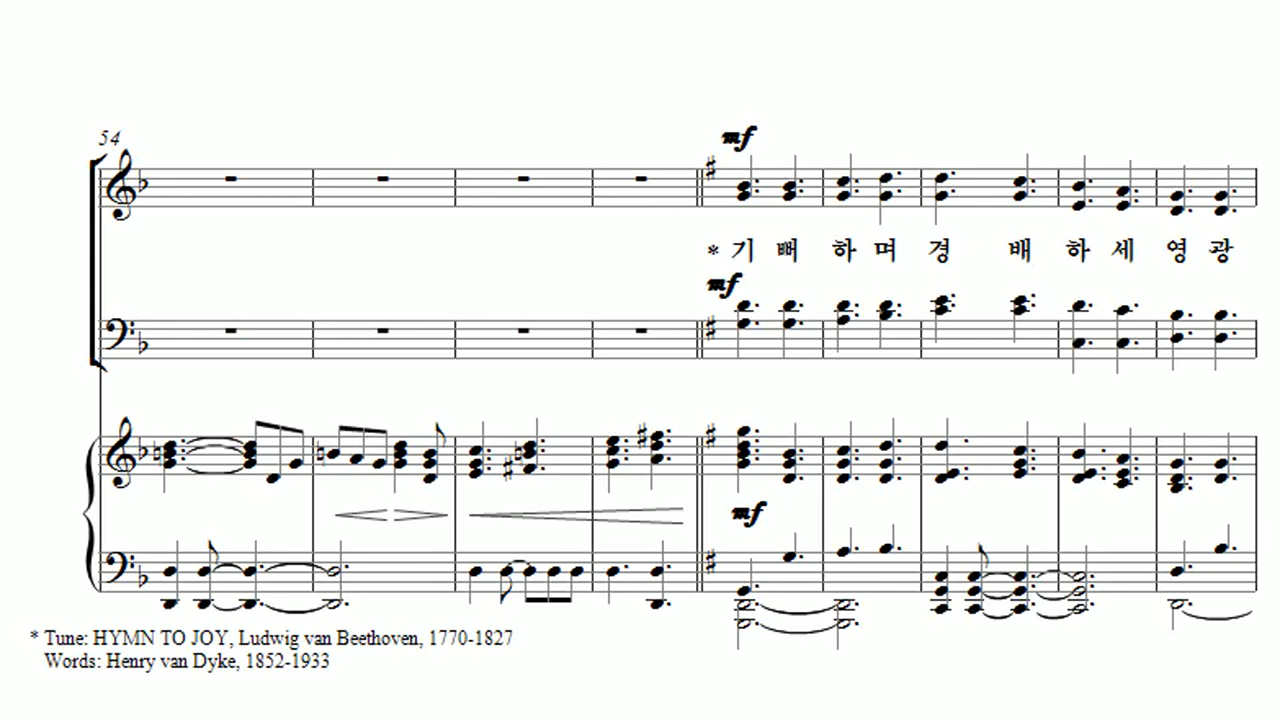 54
mf
* 기 뻐 하 며 경 배 하 세 영 광
mf
mf
* Tune: HYMN TO JOY, Ludwig van Beethoven, 1770-1827
Words: Henry van Dyke, 1852-1933